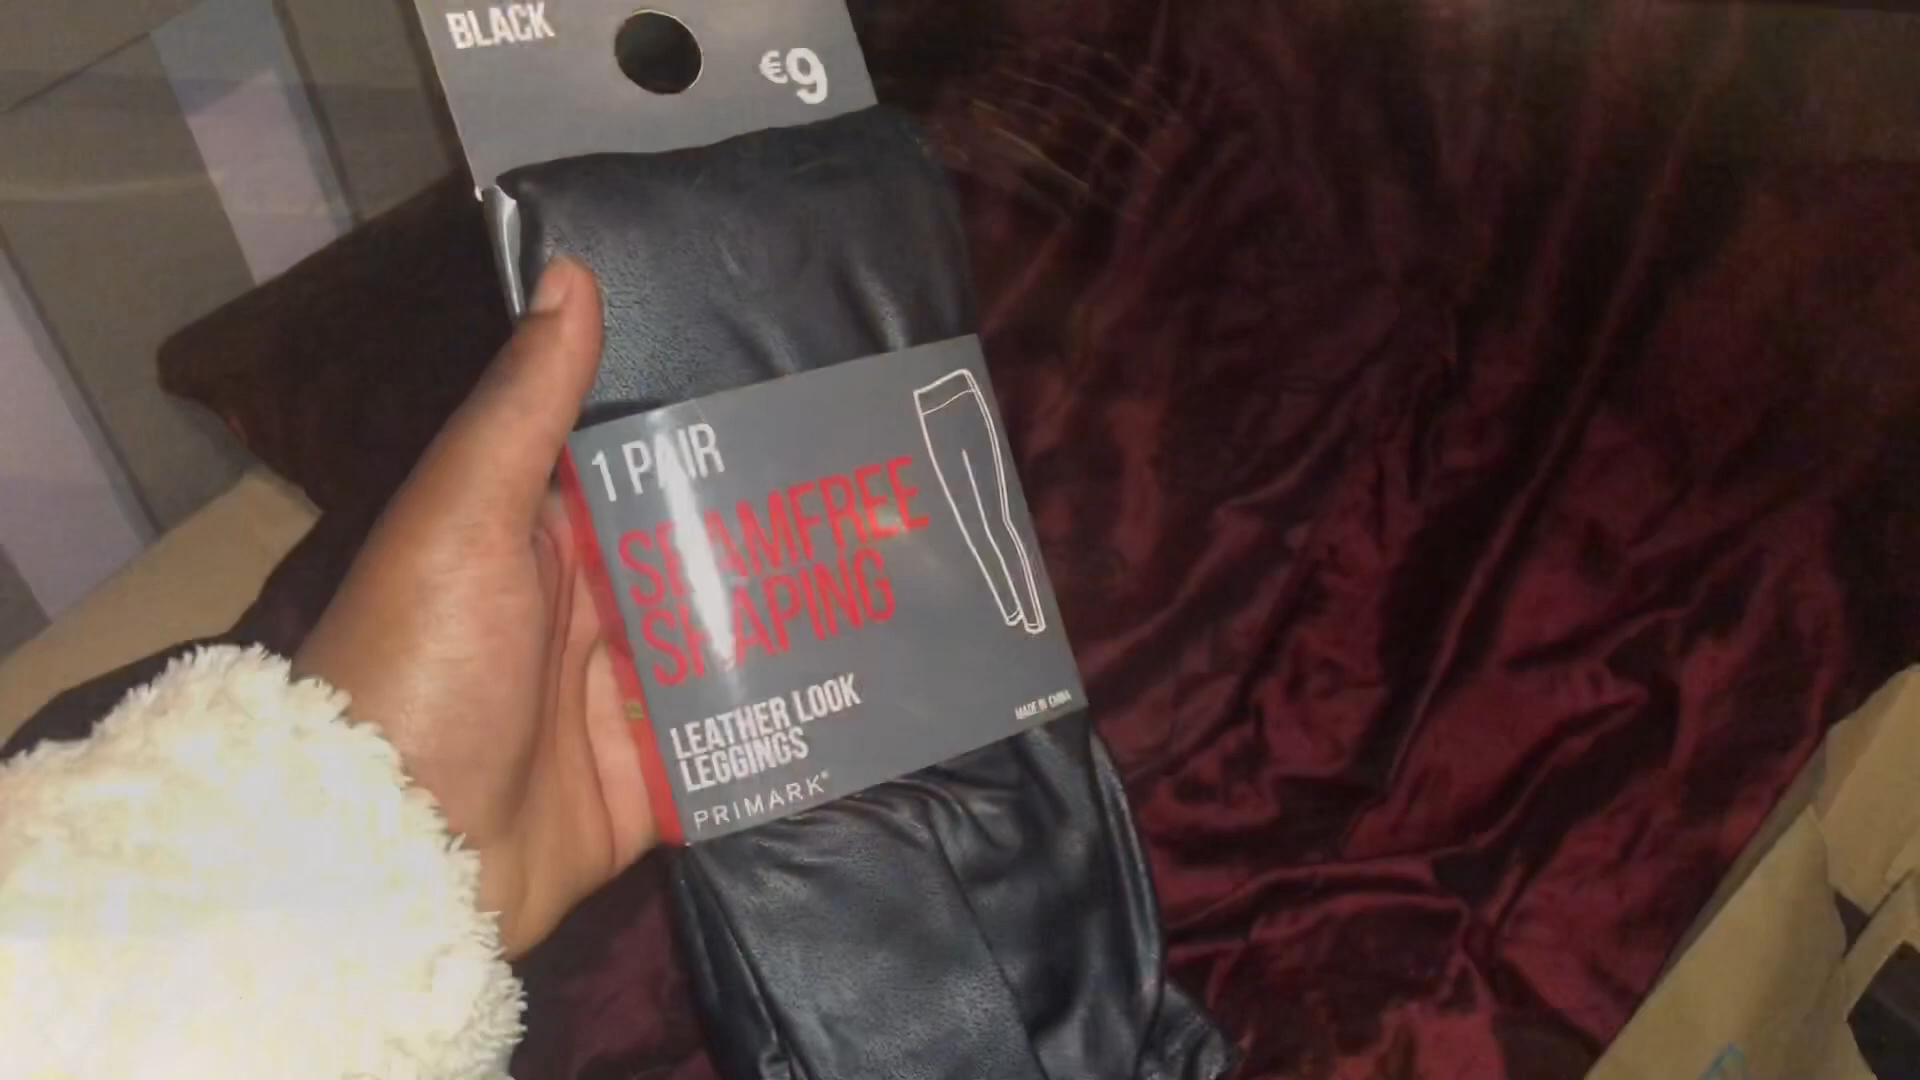 BLACK
€9
1 PAIR
SEAMFREE
SHAPING
LEATHER LOOK
LEGGINGS
MADE IN CHINA
PRIMARK®